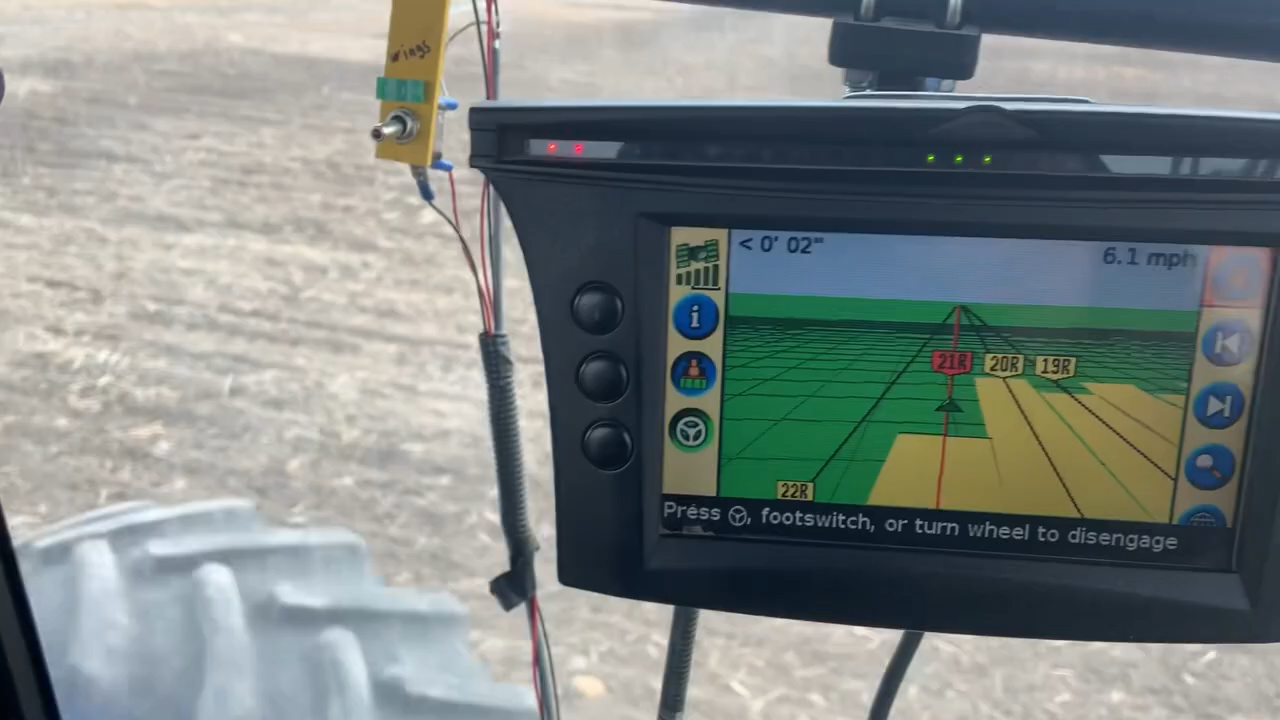 wings
< 0' 02"
6.1 mph
i
21R
20R
19R
22R
Press , footswitch, or turn wheel to disengage